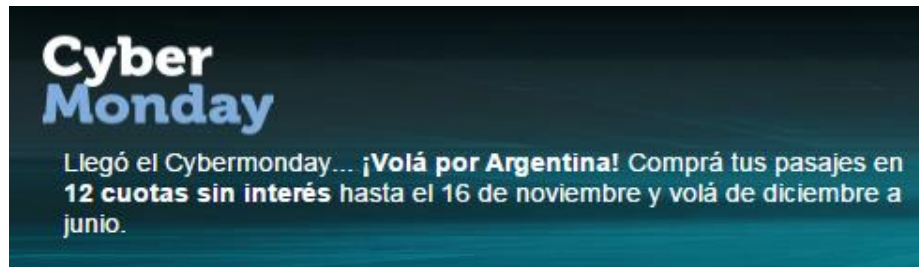 Cyber
Monday
Llegó el Cybermonday... ¡Volá por Argentina! Comprá tus pasajes en
12 cuotas sin interés hasta el 16 de noviembre y volá de diciembre a
junio.